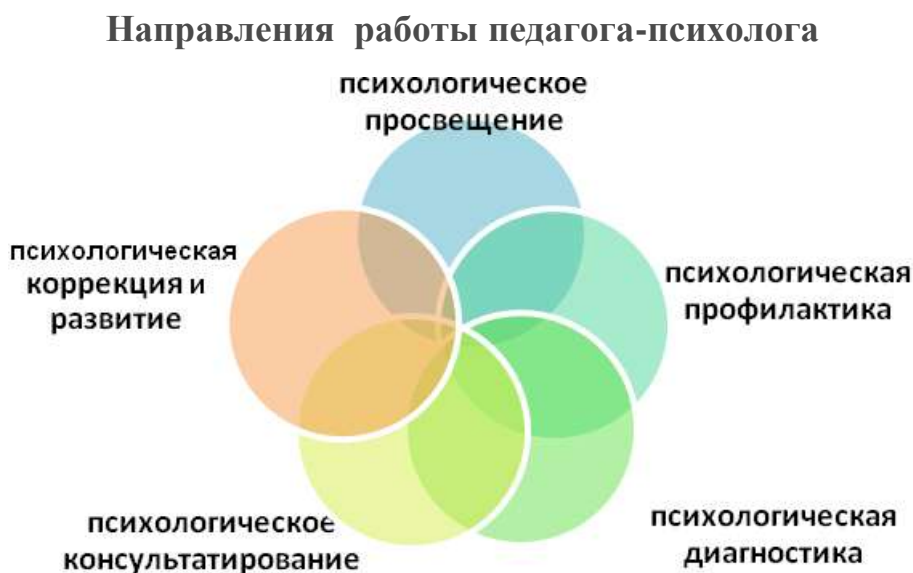 Направления работы педагога-психолога
психологическое
просвещение
психологическая
коррекция и
развитие
психологическая
профилактика
психологическое
консультатирование
психологическая
диагностика